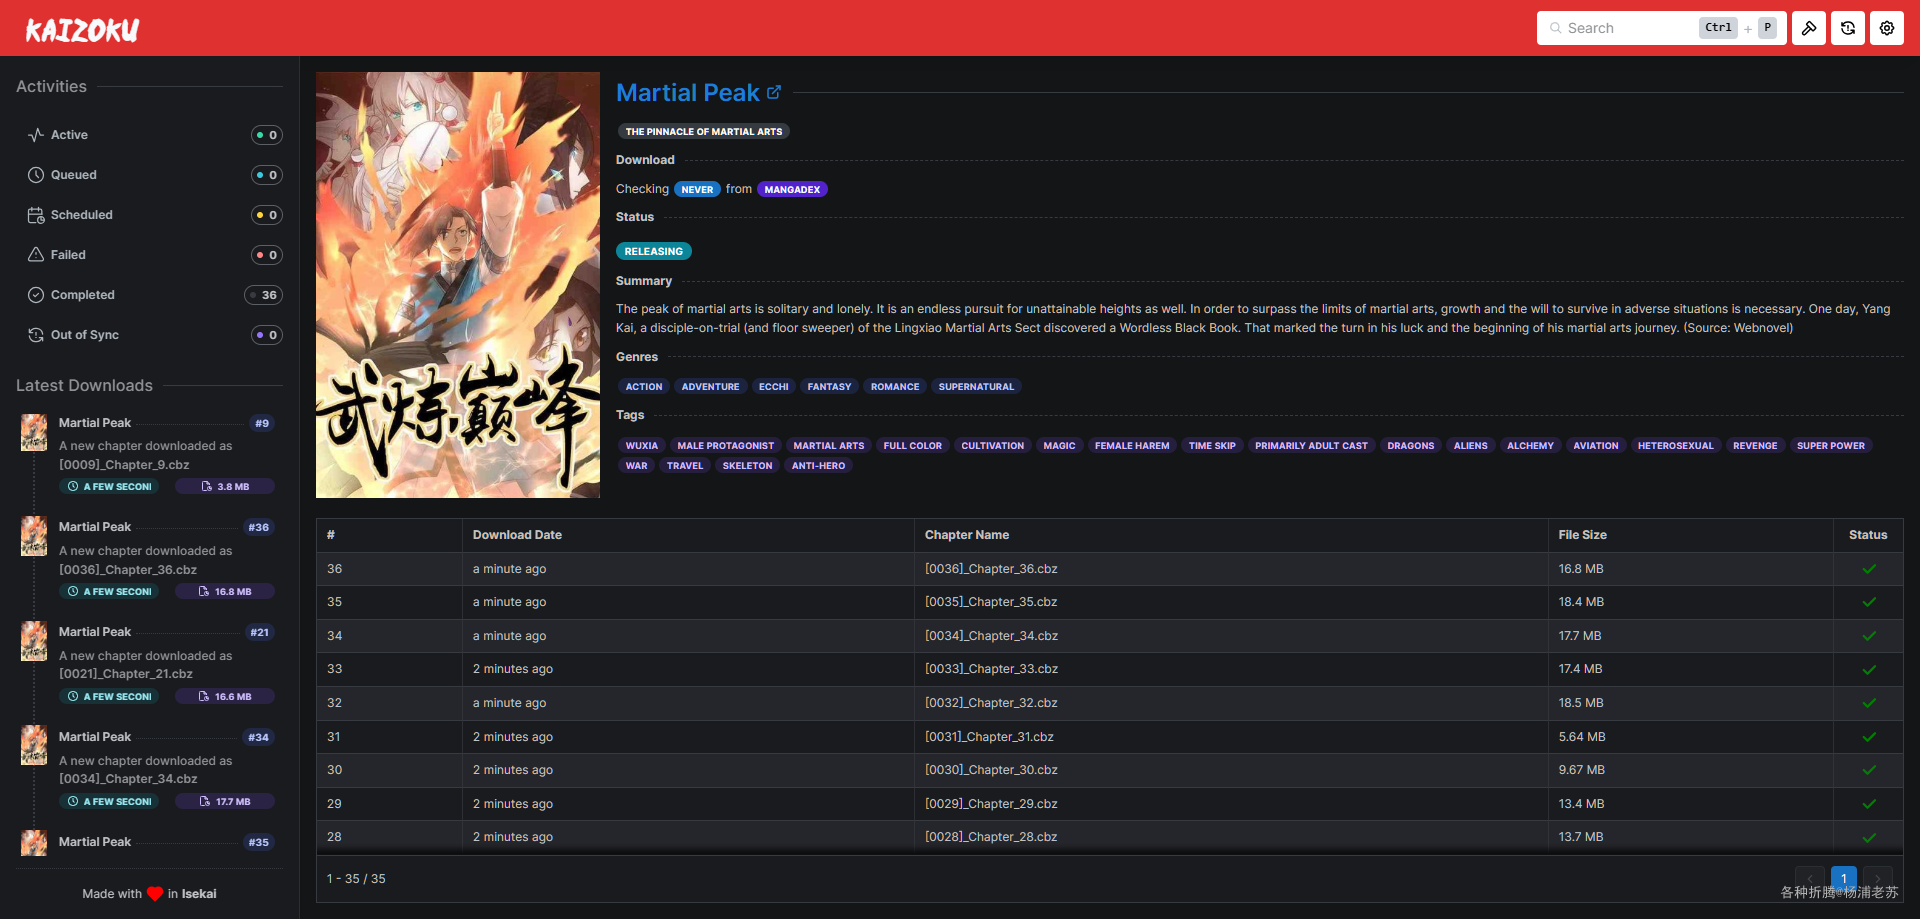 KAIZOKU
Search
Ctrl + P
Activities
Active 0
Queued 0
Scheduled 0
Failed 0
Completed 36
Out of Sync 0
Latest Downloads
Martial Peak #9
A new chapter downloaded as
[0009]_Chapter_9.cbz
A FEW SECONI 3.8 MB
Martial Peak #36
A new chapter downloaded as
[0036]_Chapter_36.cbz
A FEW SECONI 16.8 MB
Martial Peak #21
A new chapter downloaded as
[0021]_Chapter_21.cbz
A FEW SECONI 16.6 MB
Martial Peak #34
A new chapter downloaded as
[0034]_Chapter_34.cbz
A FEW SECONI 17.7 MB
Martial Peak #35
Made with in Isekai
武炼巅峰
Martial Peak
THE PINNACLE OF MARTIAL ARTS
Download
Checking NEVER from MANGADEX
Status
RELEASING
Summary
The peak of martial arts is solitary and lonely. It is an endless pursuit for unattainable heights as well. In order to surpass the limits of martial arts, growth and the will to survive in adverse situations is necessary. One day, Yang
Kai, a disciple-on-trial (and floor sweeper) of the Lingxiao Martial Arts Sect discovered a Wordless Black Book. That marked the turn in his luck and the beginning of his martial arts journey. (Source: Webnovel)
Genres
ACTION ADVENTURE ECCHI FANTASY ROMANCE SUPERNATURAL
Tags
WUXIA MALE PROTAGONIST MARTIAL ARTS FULL COLOR CULTIVATION MAGIC FEMALE HAREM TIME SKIP PRIMARILY ADULT CAST DRAGONS ALIENS ALCHEMY AVIATION HETEROSEXUAL REVENGE SUPER POWER
WAR TRAVEL SKELETON ANTI-HERO
# Download Date Chapter Name File Size Status
36 a minute ago [0036]_Chapter_36.cbz 16.8 MB
35 a minute ago [0035]_Chapter_35.cbz 18.4 MB
34 a minute ago [0034]_Chapter_34.cbz 17.7 MB
33 2 minutes ago [0033]_Chapter_33.cbz 17.4 MB
32 a minute ago [0032]_Chapter_32.cbz 18.5 MB
31 2 minutes ago [0031]_Chapter_31.cbz 5.64 MB
30 2 minutes ago [0030]_Chapter_30.cbz 9.67 MB
29 2 minutes ago [0029]_Chapter_29.cbz 13.4 MB
28 2 minutes ago [0028]_Chapter_28.cbz 13.7 MB
1 - 35 / 35
1
各种折腾@杨浦老苏